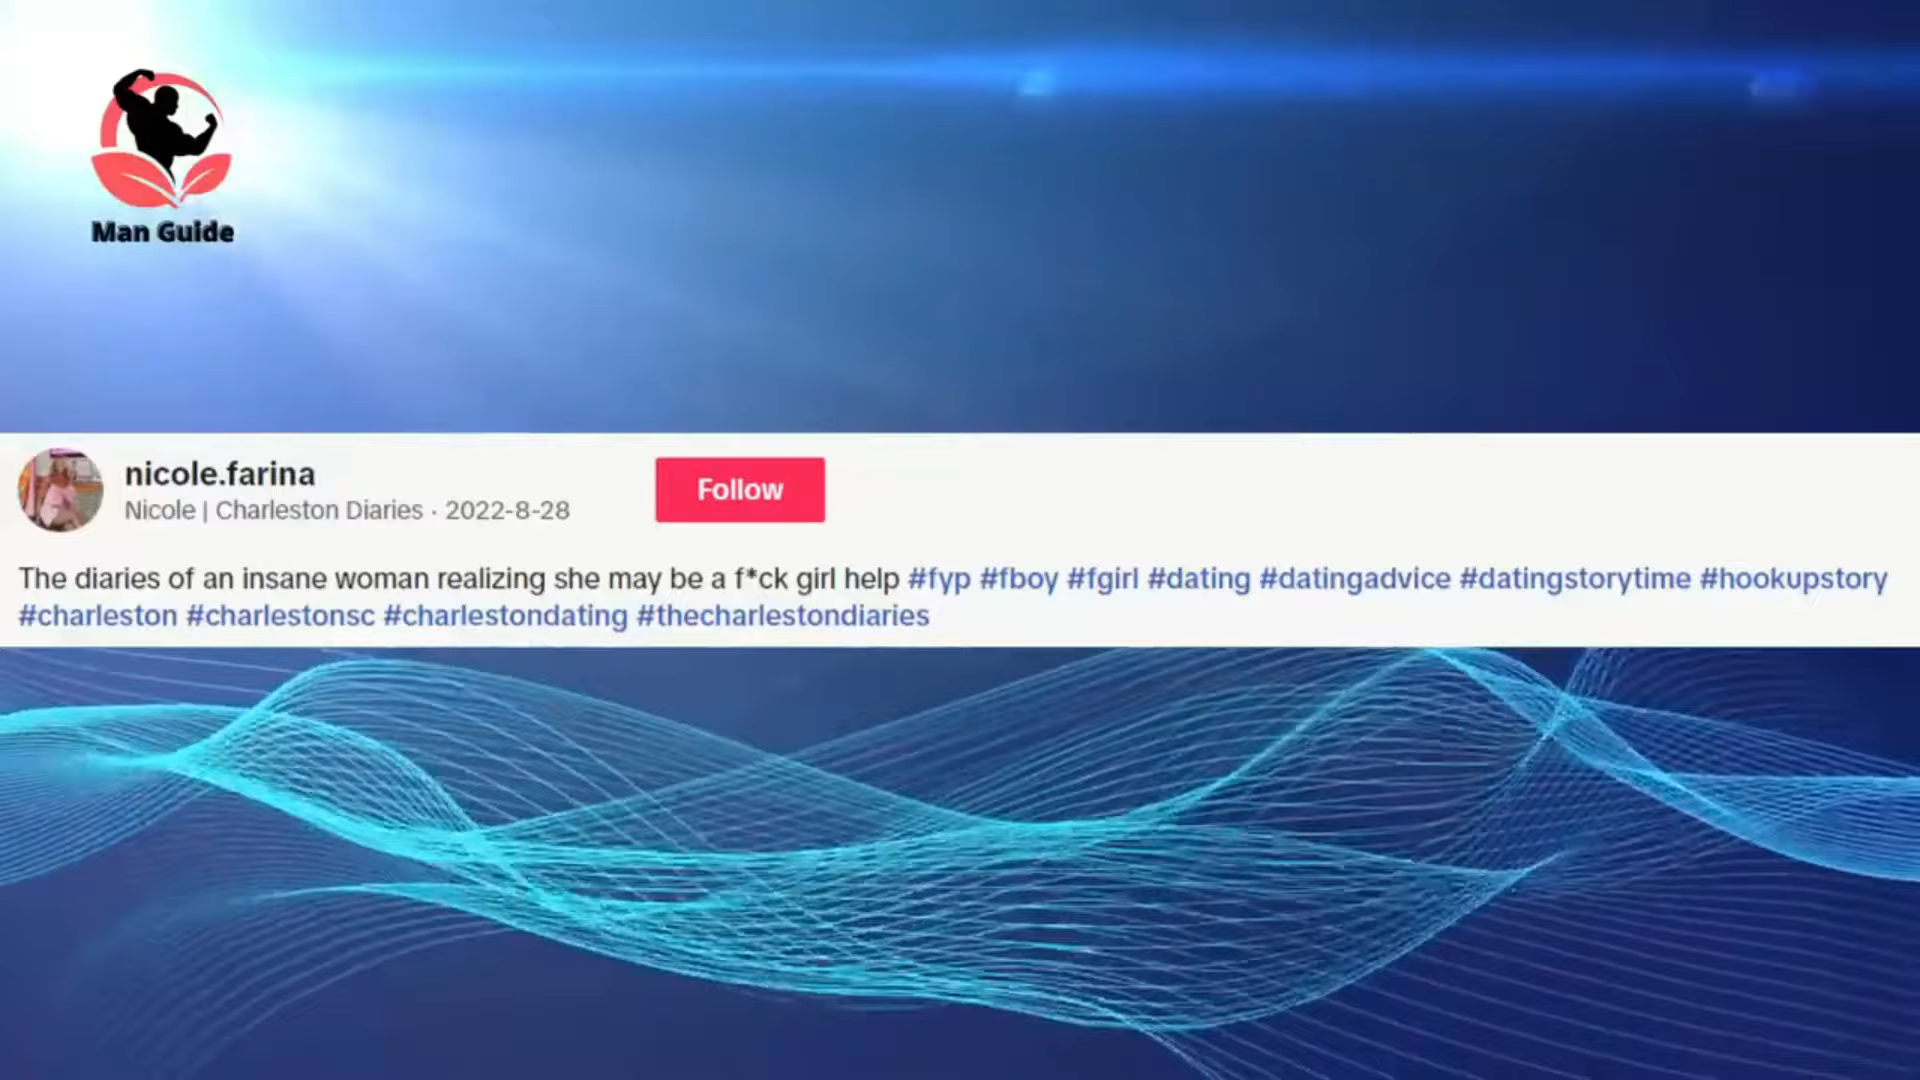 Man Guide
nicole.farina
Nicole | Charleston Diaries · 2022-8-28
Follow
The diaries of an insane woman realizing she may be a f*ck girl help #fyp #fboy #fgirl #dating #datingadvice #datingstorytime #hookupstory
#charleston #charlestonsc #charlestondating #thecharlestondiaries